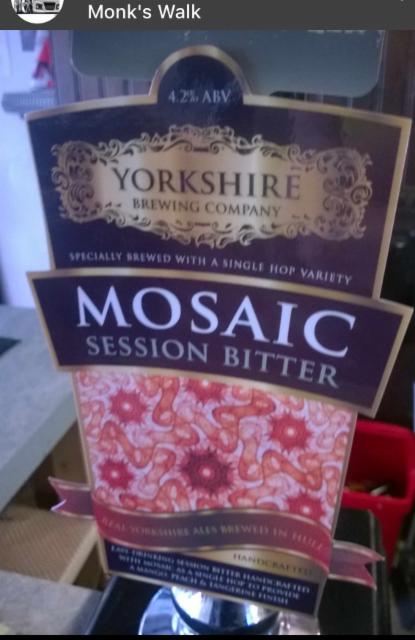 Monk's Walk
4.2% ABV
YORKSHIRE
BREWING COMPANY
SPECIALLY BREWED WITH A SINGLE HOP VARIETY
MOSAIC
SESSION BITTER
REAL YORKSHIRE ALES BREWED IN HULL
HANDCRAFTED
EASY DRINKING SESSION BITTER HANDCRAFTED
WITH MOSAIC AS A SINGLE HOP TO PROVIDE
A MANGO, PEACH & TANGERINE FINISH